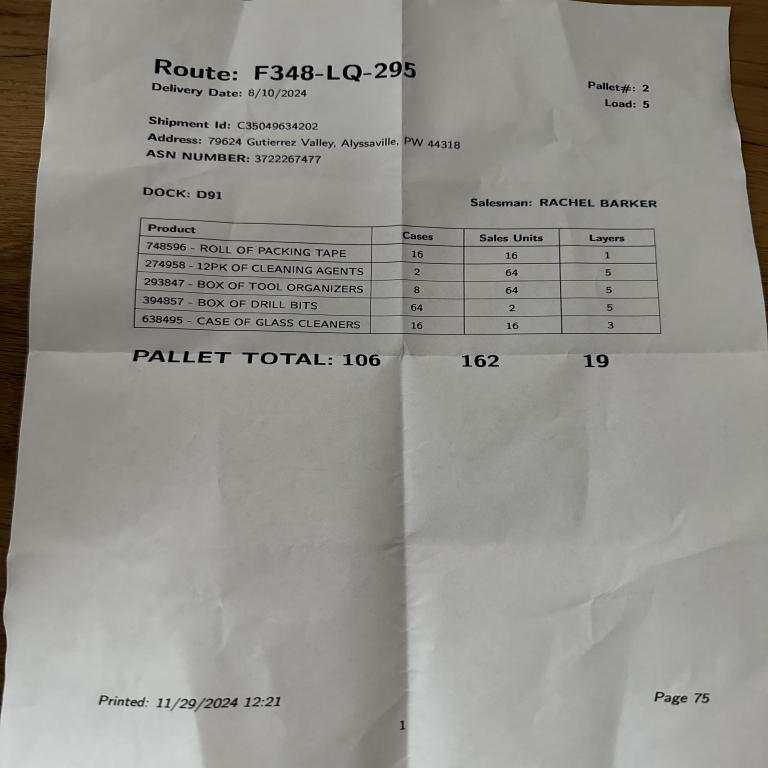 Route: F348-LQ-295
Delivery Date: 8/10/2024
Pallet#: 2
Load: 5
Shipment Id: C35049634202
Address: 79624 Gutierrez Valley, Alyssaville, PW 44318
ASN NUMBER: 3722267477
DOCK: D91
Salesman: RACHEL BARKER
Product Cases Sales Units Layers
748596 - ROLL OF PACKING TAPE 16 16 1
274958 - 12PK OF CLEANING AGENTS 2 64 5
293847 - BOX OF TOOL ORGANIZERS 8 64 5
394857 - BOX OF DRILL BITS 64 2 5
638495 - CASE OF GLASS CLEANERS 16 16 3
PALLET TOTAL: 106 162 19
Printed: 11/29/2024 12:21
Page 75
1